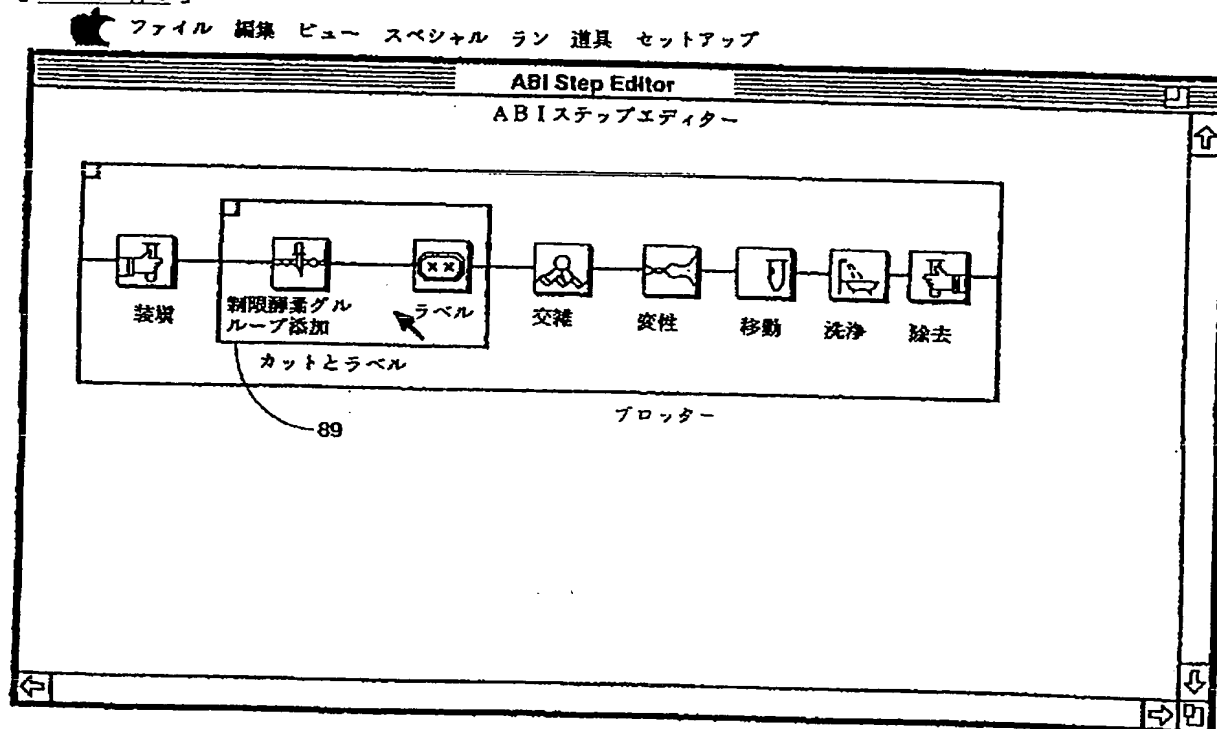 ファイル 編集 ビュー スペシャル ラン 道具 セットアップ
ABI Step Editor
ABIステップエディター
装填
制限酵素グル
ループ添加
ラベル
交雑
変性
移動
洗浄
除去
カットとラベル
ブロッター
89